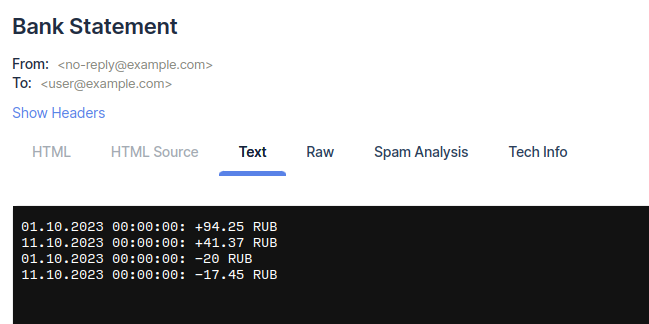 Bank Statement
From: <no-reply@example.com>
To: <user@example.com>
Show Headers
HTML HTML Source Text Raw Spam Analysis Tech Info
01.10.2023 00:00:00: +94.25 RUB
11.10.2023 00:00:00: +41.37 RUB
01.10.2023 00:00:00: −20 RUB
11.10.2023 00:00:00: −17.45 RUB